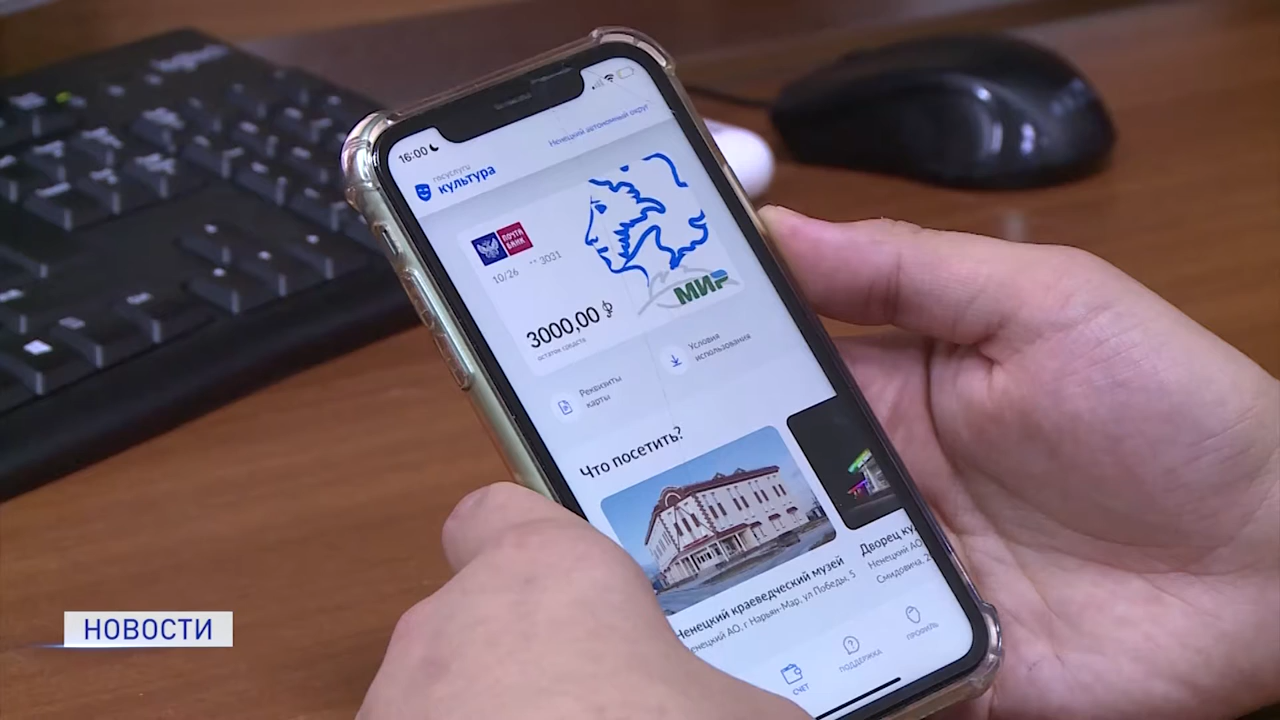 16:00
Ненецкий автономный округ
госуслуги
культура
ПОЧТА
БАНК
10/26 ·· 3031
МИР
3000,00 ₽
остаток средств
Условия
использования
Реквизиты
карты
Что посетить?
Ненецкий краеведческий музей
Ненецкий АО, г Нарьян-Мар, ул Победы, 5
Дворец ку
Ненецкий АО,
Смидовича, 2
СЧЕТ
ПОДДЕРЖКА
ПРОФИЛЬ
НОВОСТИ